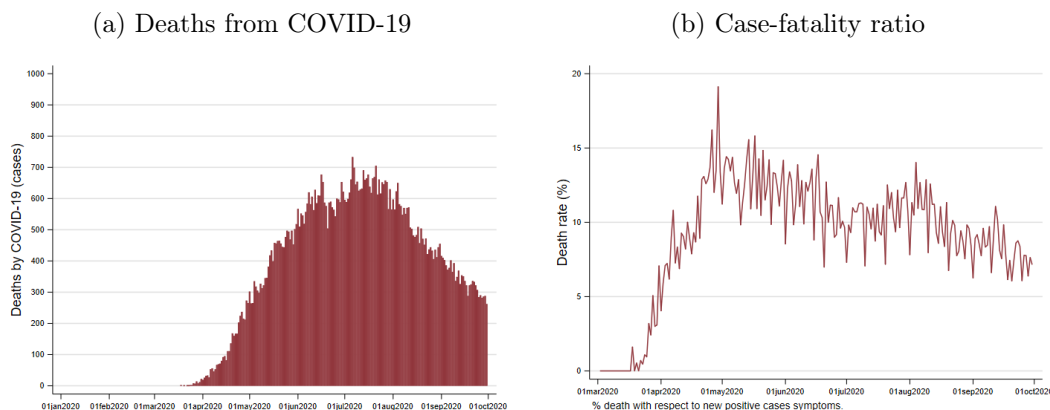 (a) Deaths from COVID-19
Deaths by COVID-19 (cases)
1000
900
800
700
600
500
400
300
200
100
0
01jan2020 01feb2020 01mar2020 01apr2020 01may2020 01jun2020 01jul2020 01aug2020 01sep2020 01oct2020
(b) Case-fatality ratio
Death rate (%)
20
15
10
5
0
01mar2020 01apr2020 01may2020 01jun2020 01jul2020 01aug2020 01sep2020 01oct2020
% death with respect to new positive cases symptoms.